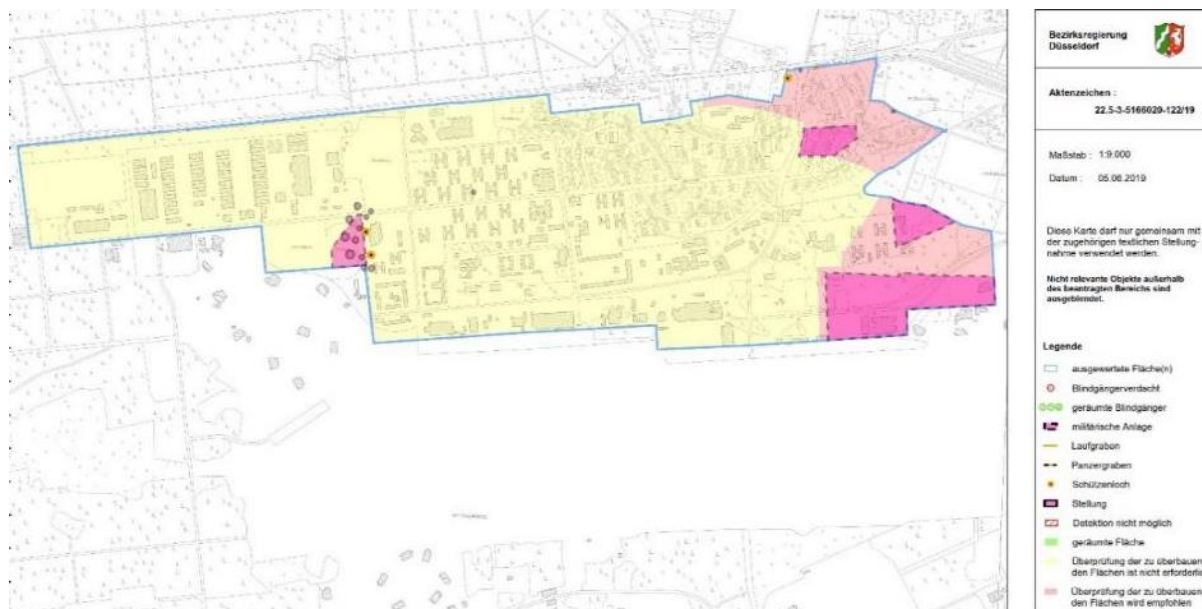 Bezirksregierung
Düsseldorf
Aktenzeichen :
22.5-3-5166020-122/19
Maßstab : 1:9.000
Datum : 05.06.2019
Diese Karte darf nur gemeinsam mit
der zugehörigen textlichen Stellung-
nahme verwendet werden.
Nicht relevante Objekte außerhalb
des beantragten Bereichs sind
ausgeblendet.
Legende
ausgewertete Fläche(n)
Blindgängerverdacht
geräumte Blindgänger
militärische Anlage
Laufgraben
Panzergraben
Schützenloch
Stellung
Detektion nicht möglich
geräumte Fläche
Überprüfung der zu überbauen
den Flächen ist nicht erforderlic
Überprüfung der zu überbauen
den Flächen wird empfohlen